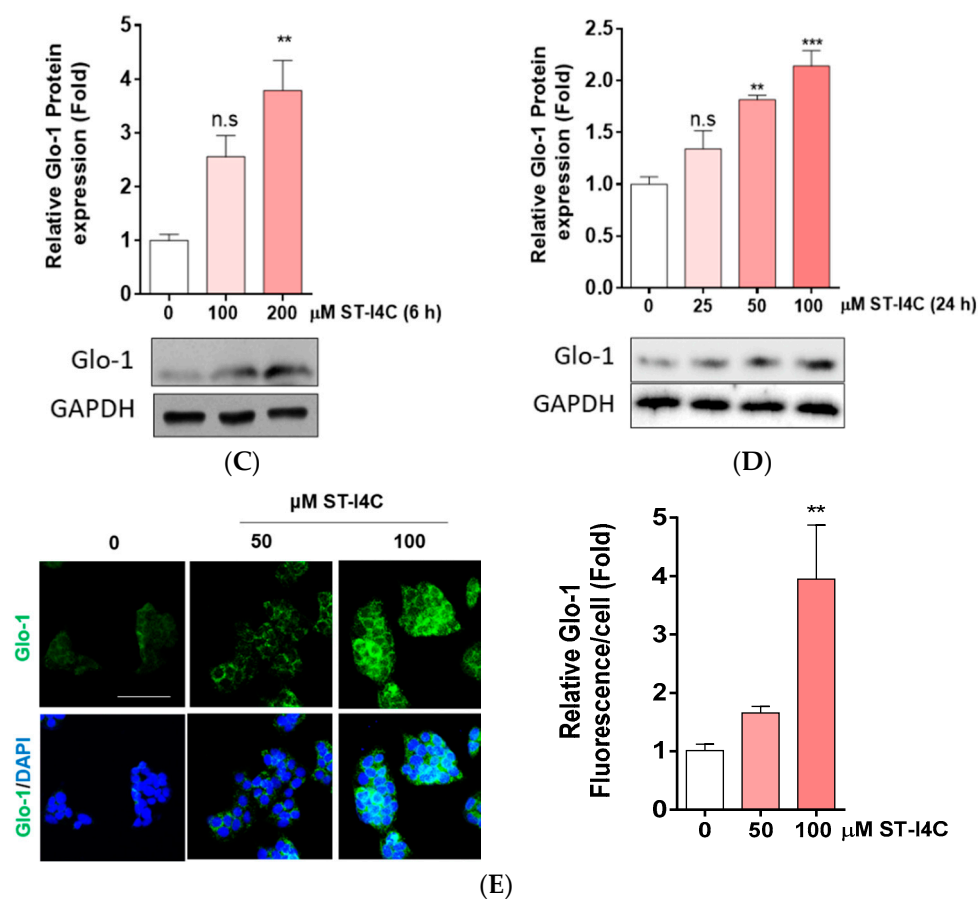 Relative Glo-1 Protein
expression (Fold)
5
4
3
2
1
0
n.s
**
0 100 200 μM ST-I4C (6 h)
Glo-1
GAPDH
(C)
Relative Glo-1 Protein
expression (Fold)
2.5
2.0
1.5
1.0
0.5
0.0
n.s
**
***
0 25 50 100 μM ST-I4C (24 h)
Glo-1
GAPDH
(D)
μM ST-I4C
0 50 100
Glo-1
Glo-1/DAPI
Relative Glo-1
Fluorescence/cell (Fold)
5
4
3
2
1
0
**
0 50 100 μM ST-I4C
(E)